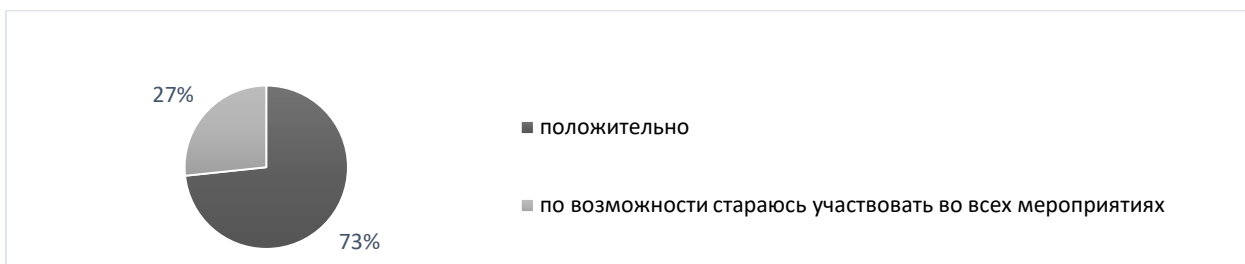 27%
положительно
по возможности стараюсь участвовать во всех мероприятиях
73%